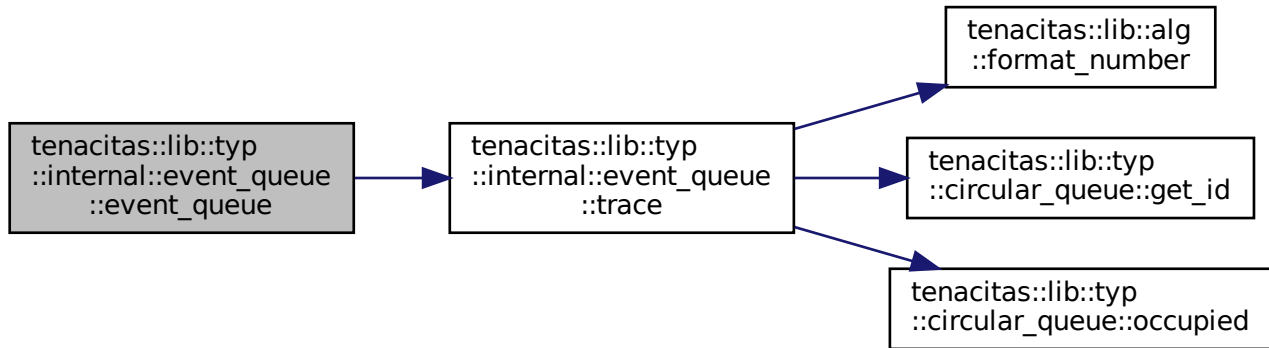 tenacitas::lib::typ
::internal::event_queue
::event_queue
tenacitas::lib::typ
::internal::event_queue
::trace
tenacitas::lib::alg
::format_number
tenacitas::lib::typ
::circular_queue::get_id
tenacitas::lib::typ
::circular_queue::occupied